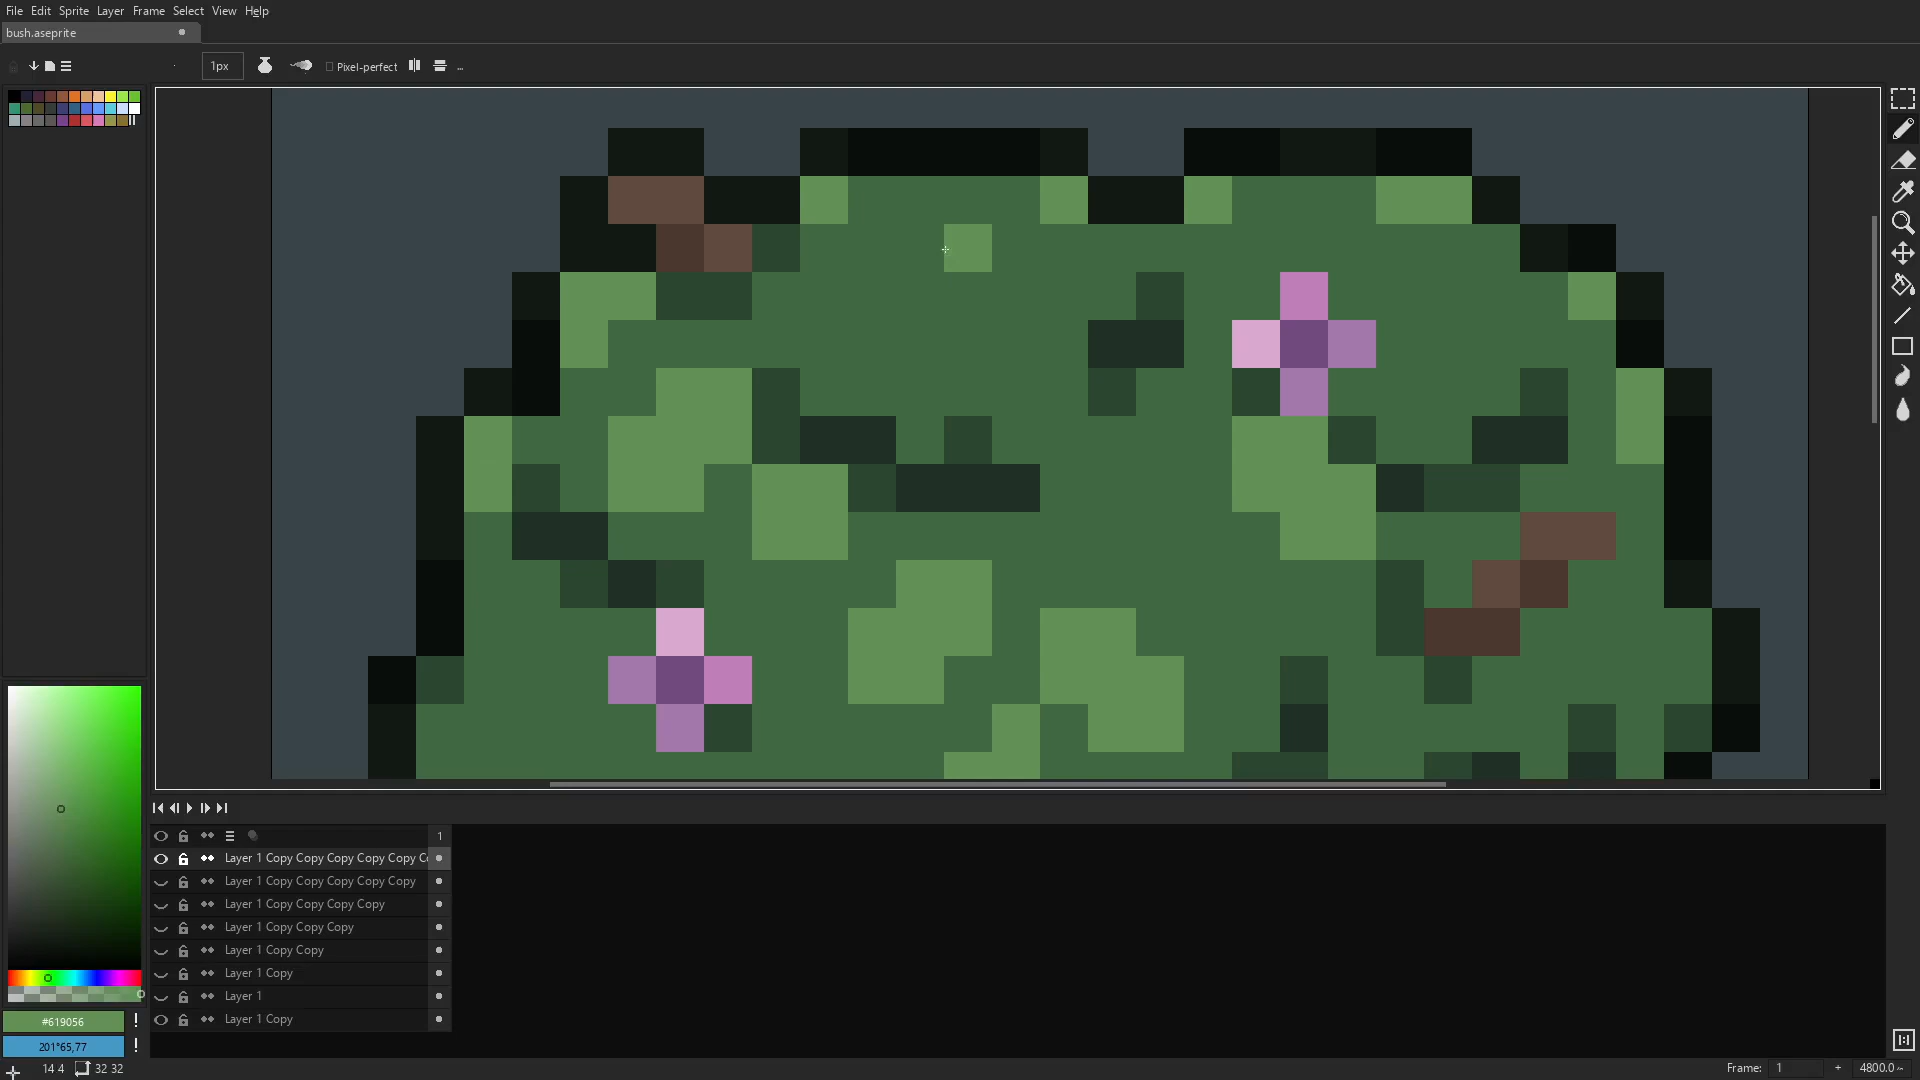 File Edit Sprite Layer Frame Select View Help
bush.aseprite
1px Pixel-perfect ...
1
Layer 1 Copy Copy Copy Copy Copy Co
Layer 1 Copy Copy Copy Copy Copy
Layer 1 Copy Copy Copy Copy
Layer 1 Copy Copy Copy
Layer 1 Copy Copy
Layer 1 Copy
Layer 1
Layer 1 Copy
#619056 !
201°65,77 !
14 4 32 32 Frame: 1 + 4800.0